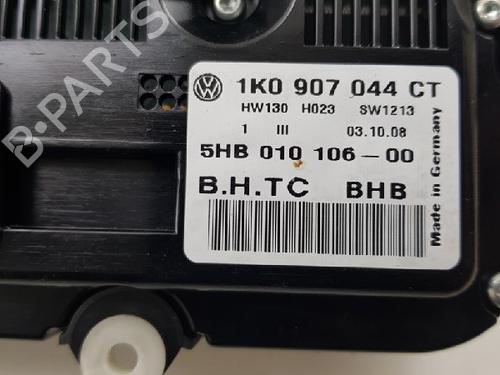 1K0 907 044 CT
HW130 H023 SW1213
1 III 03.10.08
5HB 010 106-00
B.H.TC BHB
Made in Germany
B-PARTS